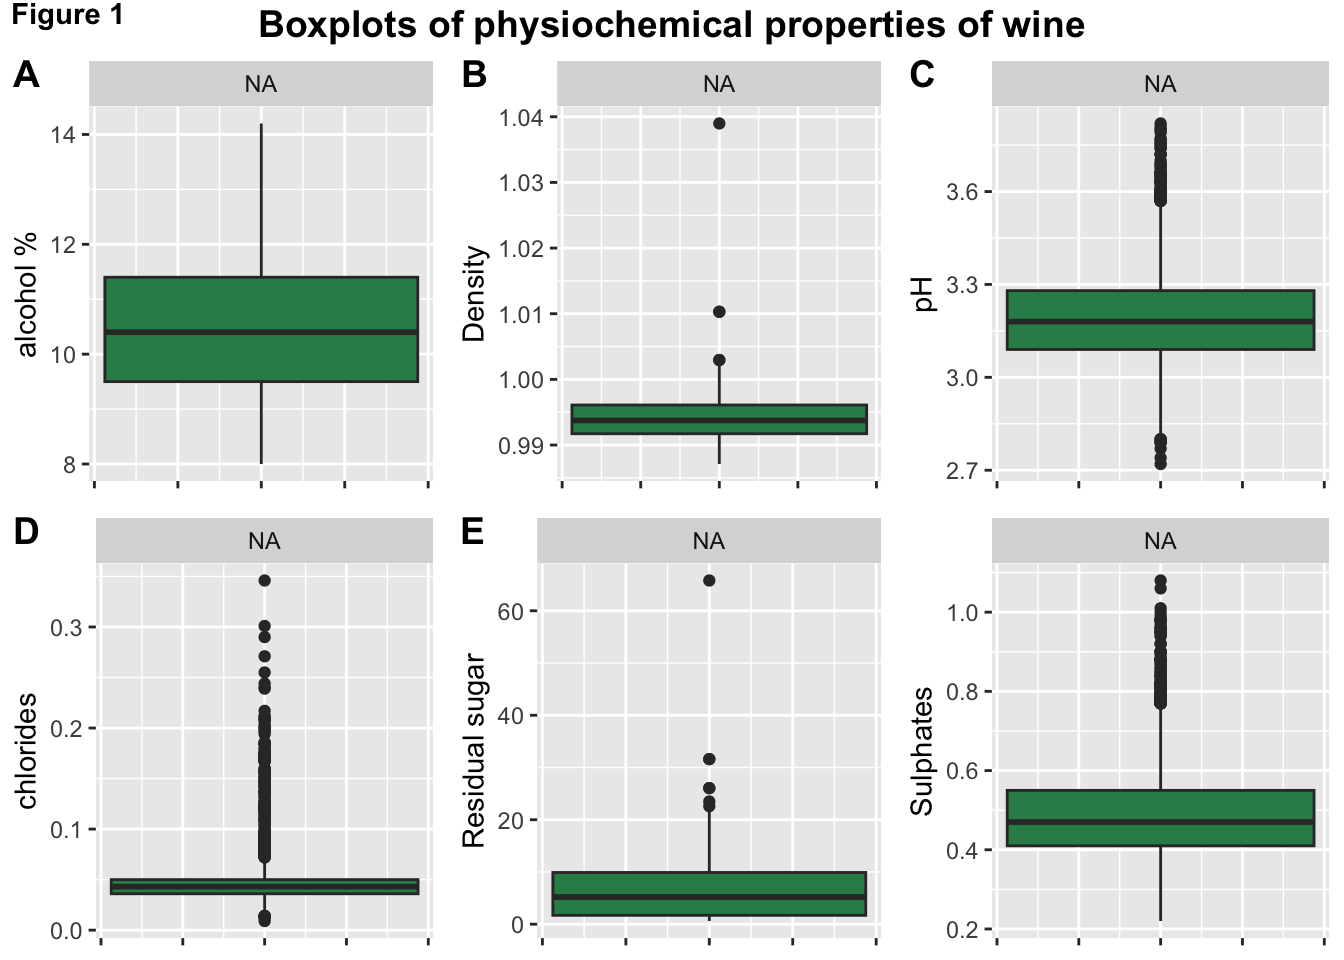 Figure 1
Boxplots of physiochemical properties of wine
A
NA
alcohol %
14
12
10
8
B
NA
Density
1.04
1.03
1.02
1.01
1.00
0.99
C
NA
pH
3.6
3.3
3.0
2.7
D
NA
chlorides
0.3
0.2
0.1
0.0
E
NA
Residual sugar
60
40
20
0
NA
Sulphates
1.0
0.8
0.6
0.4
0.2